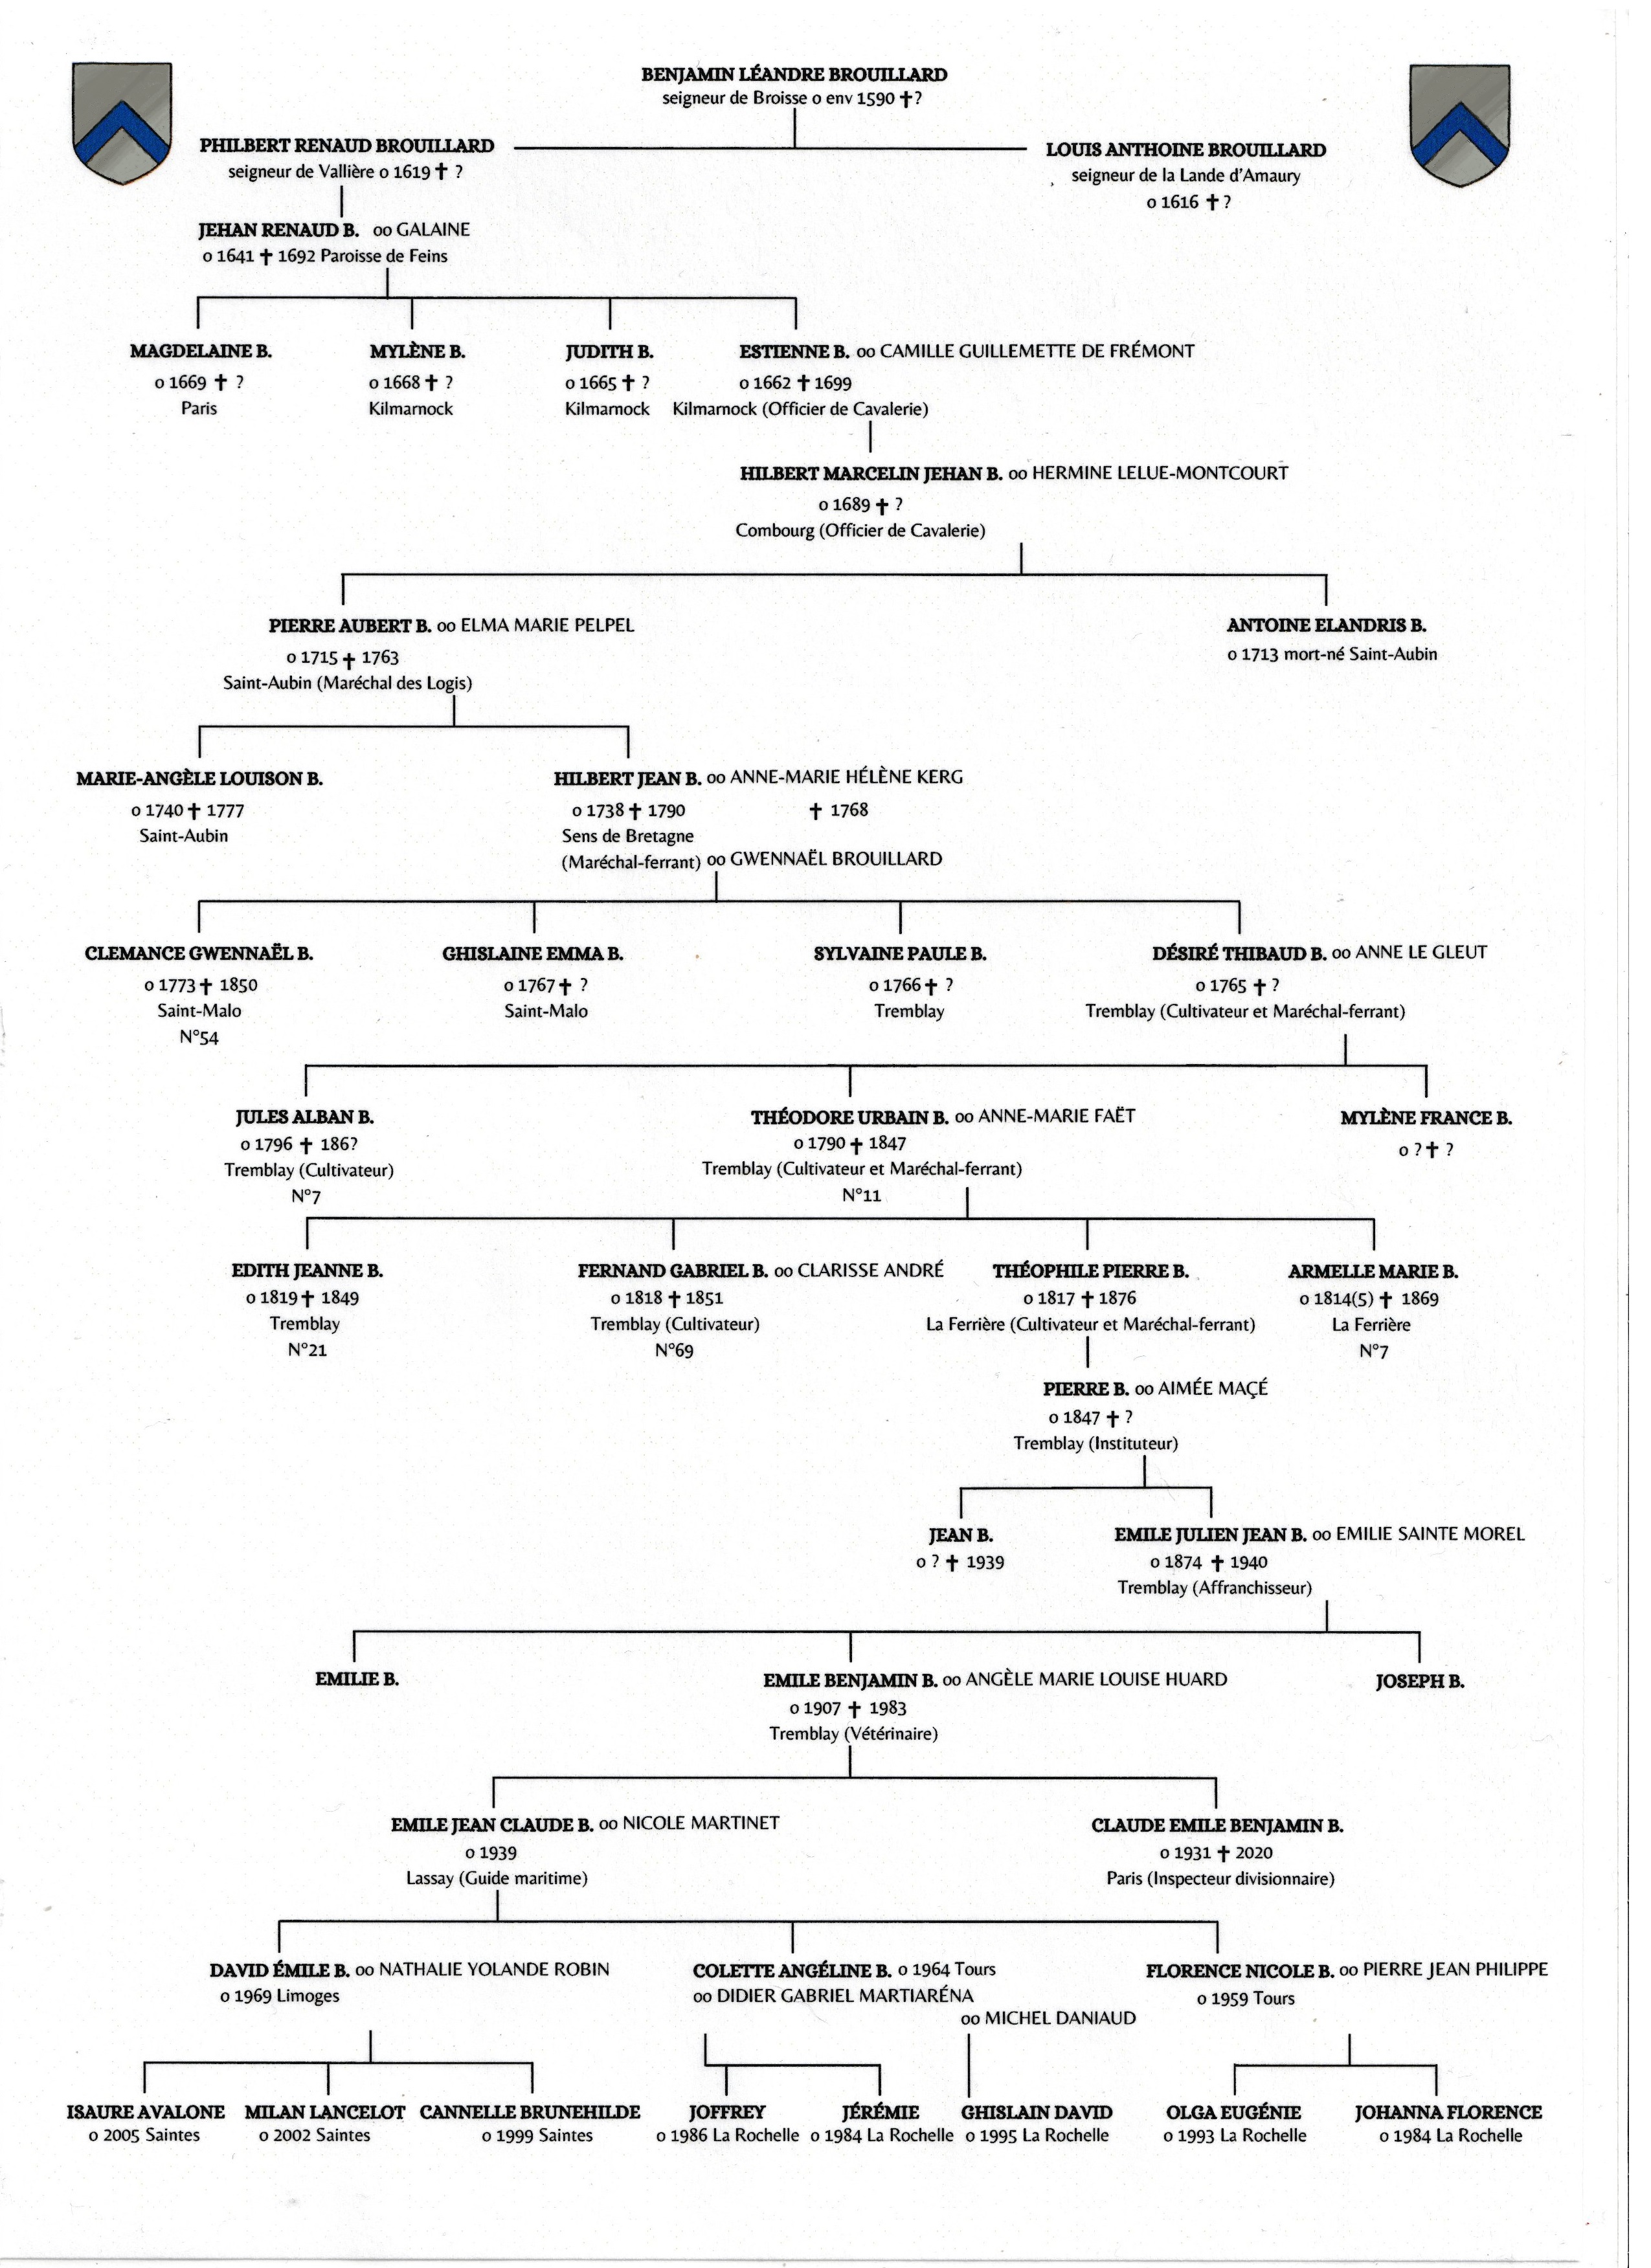 BENJAMIN LÉANDRE BROUILLARD
seigneur de Broisse o env 1590 ✝ ?
PHILBERT RENAUD BROUILLARD
seigneur de Vallière o 1619 ✝ ?
LOUIS ANTHOINE BROUILLARD
seigneur de la Lande d'Amaury
o 1616 ✝ ?
JEHAN RENAUD B. oo GALAINE
o 1641 ✝ 1692 Paroisse de Feins
MAGDELAINE B.
o 1669 ✝ ?
Paris
MYLÈNE B.
o 1668 ✝ ?
Kilmarnock
JUDITH B.
o 1665 ✝ ?
Kilmarnock
ESTIENNE B. oo CAMILLE GUILLEMETTE DE FRÉMONT
o 1662 ✝ 1699
Kilmarnock (Officier de Cavalerie)
HILBERT MARCELIN JEHAN B. oo HERMINE LELUE-MONTCOURT
o 1689 ✝ ?
Combourg (Officier de Cavalerie)
PIERRE AUBERT B. oo ELMA MARIE PELPEL
o 1715 ✝ 1763
Saint-Aubin (Maréchal des Logis)
ANTOINE ELANDRIS B.
o 1713 mort-né Saint-Aubin
MARIE-ANGÈLE LOUISON B.
o 1740 ✝ 1777
Saint-Aubin
HILBERT JEAN B. oo ANNE-MARIE HÉLÈNE KERG
o 1738 ✝ 1790 ✝ 1768
Sens de Bretagne
(Maréchal-ferrant) oo GWENNAËL BROUILLARD
CLEMANCE GWENNAËL B.
o 1773 ✝ 1850
Saint-Malo
N°54
GHISLAINE EMMA B.
o 1767 ✝ ?
Saint-Malo
SYLVAINE PAULE B.
o 1766 ✝ ?
Tremblay
DÉSIRÉ THIBAUD B. oo ANNE LE GLEUT
o 1765 ✝ ?
Tremblay (Cultivateur et Maréchal-ferrant)
JULES ALBAN B.
o 1796 ✝ 186?
Tremblay (Cultivateur)
N°7
THÉODORE URBAIN B. oo ANNE-MARIE FAËT
o 1790 ✝ 1847
Tremblay (Cultivateur et Maréchal-ferrant)
N°11
MYLÈNE FRANCE B.
o ? ✝ ?
EDITH JEANNE B.
o 1819 ✝ 1849
Tremblay
N°21
FERNAND GABRIEL B. oo CLARISSE ANDRÉ
o 1818 ✝ 1851
Tremblay (Cultivateur)
N°69
THÉOPHILE PIERRE B.
o 1817 ✝ 1876
La Ferrière (Cultivateur et Maréchal-ferrant)
ARMELLE MARIE B.
o 1814(5) ✝ 1869
La Ferrière
N°7
PIERRE B. oo AIMÉE MAÇÉ
o 1847 ✝ ?
Tremblay (Instituteur)
JEAN B.
o ? ✝ 1939
EMILE JULIEN JEAN B. oo EMILIE SAINTE MOREL
o 1874 ✝ 1940
Tremblay (Affranchisseur)
EMILIE B.
EMILE BENJAMIN B. oo ANGÈLE MARIE LOUISE HUARD
o 1907 ✝ 1983
Tremblay (Vétérinaire)
JOSEPH B.
EMILE JEAN CLAUDE B. oo NICOLE MARTINET
o 1939
Lassay (Guide maritime)
CLAUDE EMILE BENJAMIN B.
o 1931 ✝ 2020
Paris (Inspecteur divisionnaire)
DAVID ÉMILE B. oo NATHALIE YOLANDE ROBIN
o 1969 Limoges
COLETTE ANGÉLINE B. o 1964 Tours
oo DIDIER GABRIEL MARTIARÉNA
oo MICHEL DANIAUD
FLORENCE NICOLE B. oo PIERRE JEAN PHILIPPE
o 1959 Tours
ISAURE AVALONE
o 2005 Saintes
MILAN LANCELOT
o 2002 Saintes
CANNELLE BRUNEHILDE
o 1999 Saintes
JOFFREY
o 1986 La Rochelle
JÉRÉMIE
o 1984 La Rochelle
GHISLAIN DAVID
o 1995 La Rochelle
OLGA EUGÉNIE
o 1993 La Rochelle
JOHANNA FLORENCE
o 1984 La Rochelle